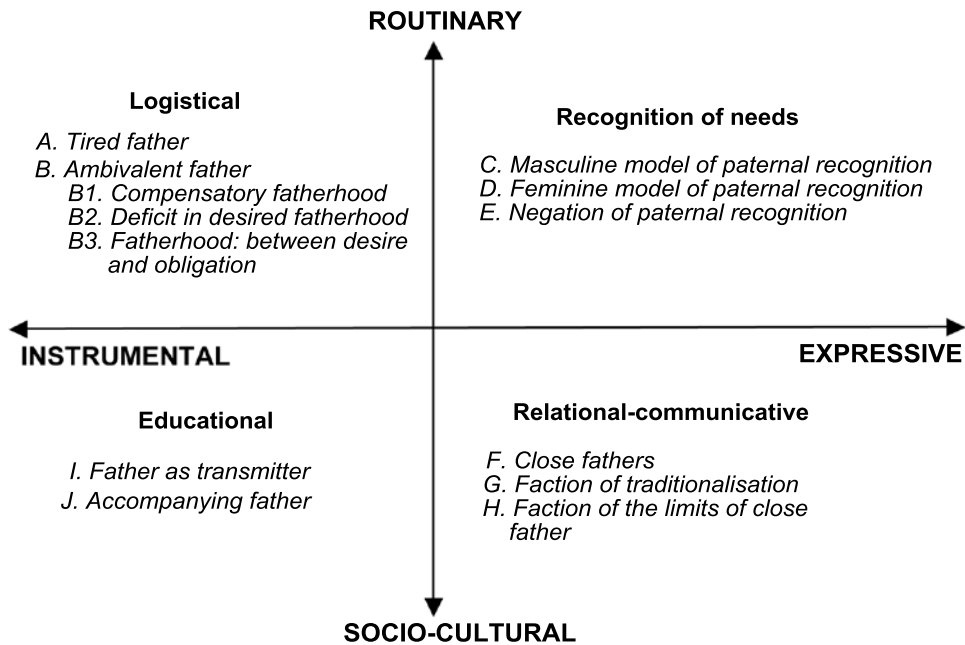 ROUTINARY
Logistical
A. Tired father
B. Ambivalent father
B1. Compensatory fatherhood
B2. Deficit in desired fatherhood
B3. Fatherhood: between desire
and obligation
Recognition of needs
C. Masculine model of paternal recognition
D. Feminine model of paternal recognition
E. Negation of paternal recognition
INSTRUMENTAL
EXPRESSIVE
Educational
I. Father as transmitter
J. Accompanying father
Relational-communicative
F. Close fathers
G. Faction of traditionalisation
H. Faction of the limits of close
father
SOCIO-CULTURAL